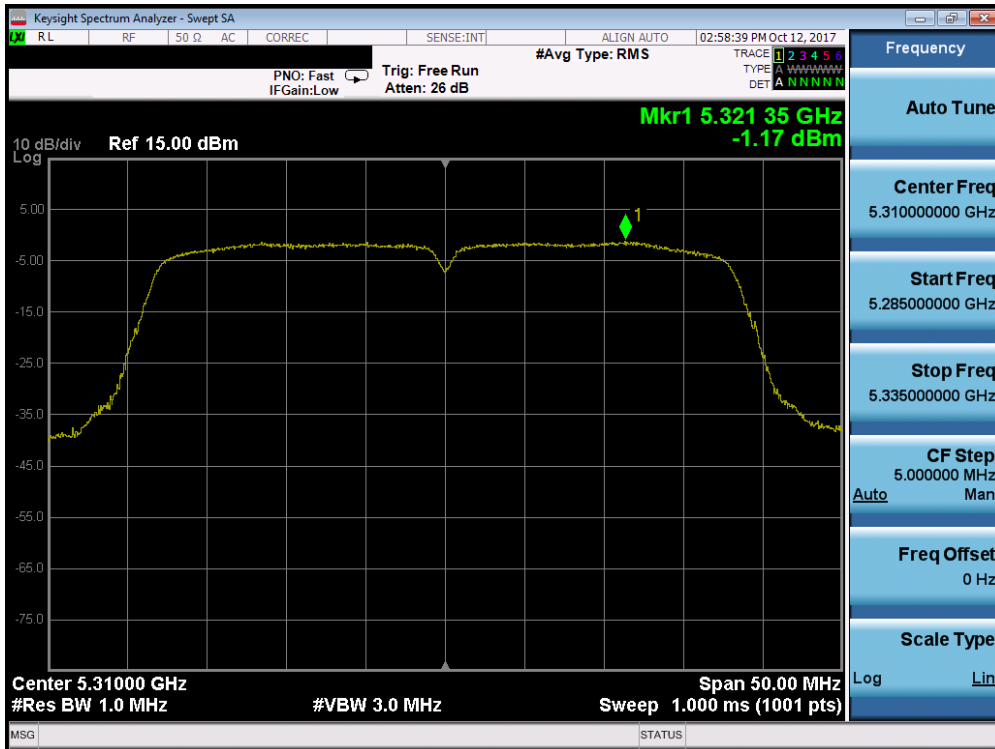 Keysight Spectrum Analyzer - Swept SA
LXI RL RF 50 Ω AC CORREC SENSE:INT ALIGN AUTO 02:58:39 PM Oct 12, 2017
#Avg Type: RMS TRACE 1 2 3 4 5 6
PNO: Fast Trig: Free Run TYPE A WWWWW
IFGain:Low Atten: 26 dB DET A N N N N N
Mkr1 5.321 35 GHz
-1.17 dBm
10 dB/div Ref 15.00 dBm
Log
1
5.00
-5.00
-15.0
-25.0
-35.0
-45.0
-55.0
-65.0
-75.0
Center 5.31000 GHz Span 50.00 MHz
#Res BW 1.0 MHz #VBW 3.0 MHz Sweep 1.000 ms (1001 pts)
MSG STATUS
Frequency
Auto Tune
Center Freq
5.310000000 GHz
Start Freq
5.285000000 GHz
Stop Freq
5.335000000 GHz
CF Step
5.000000 MHz
Auto Man
Freq Offset
0 Hz
Scale Type
Log Lin